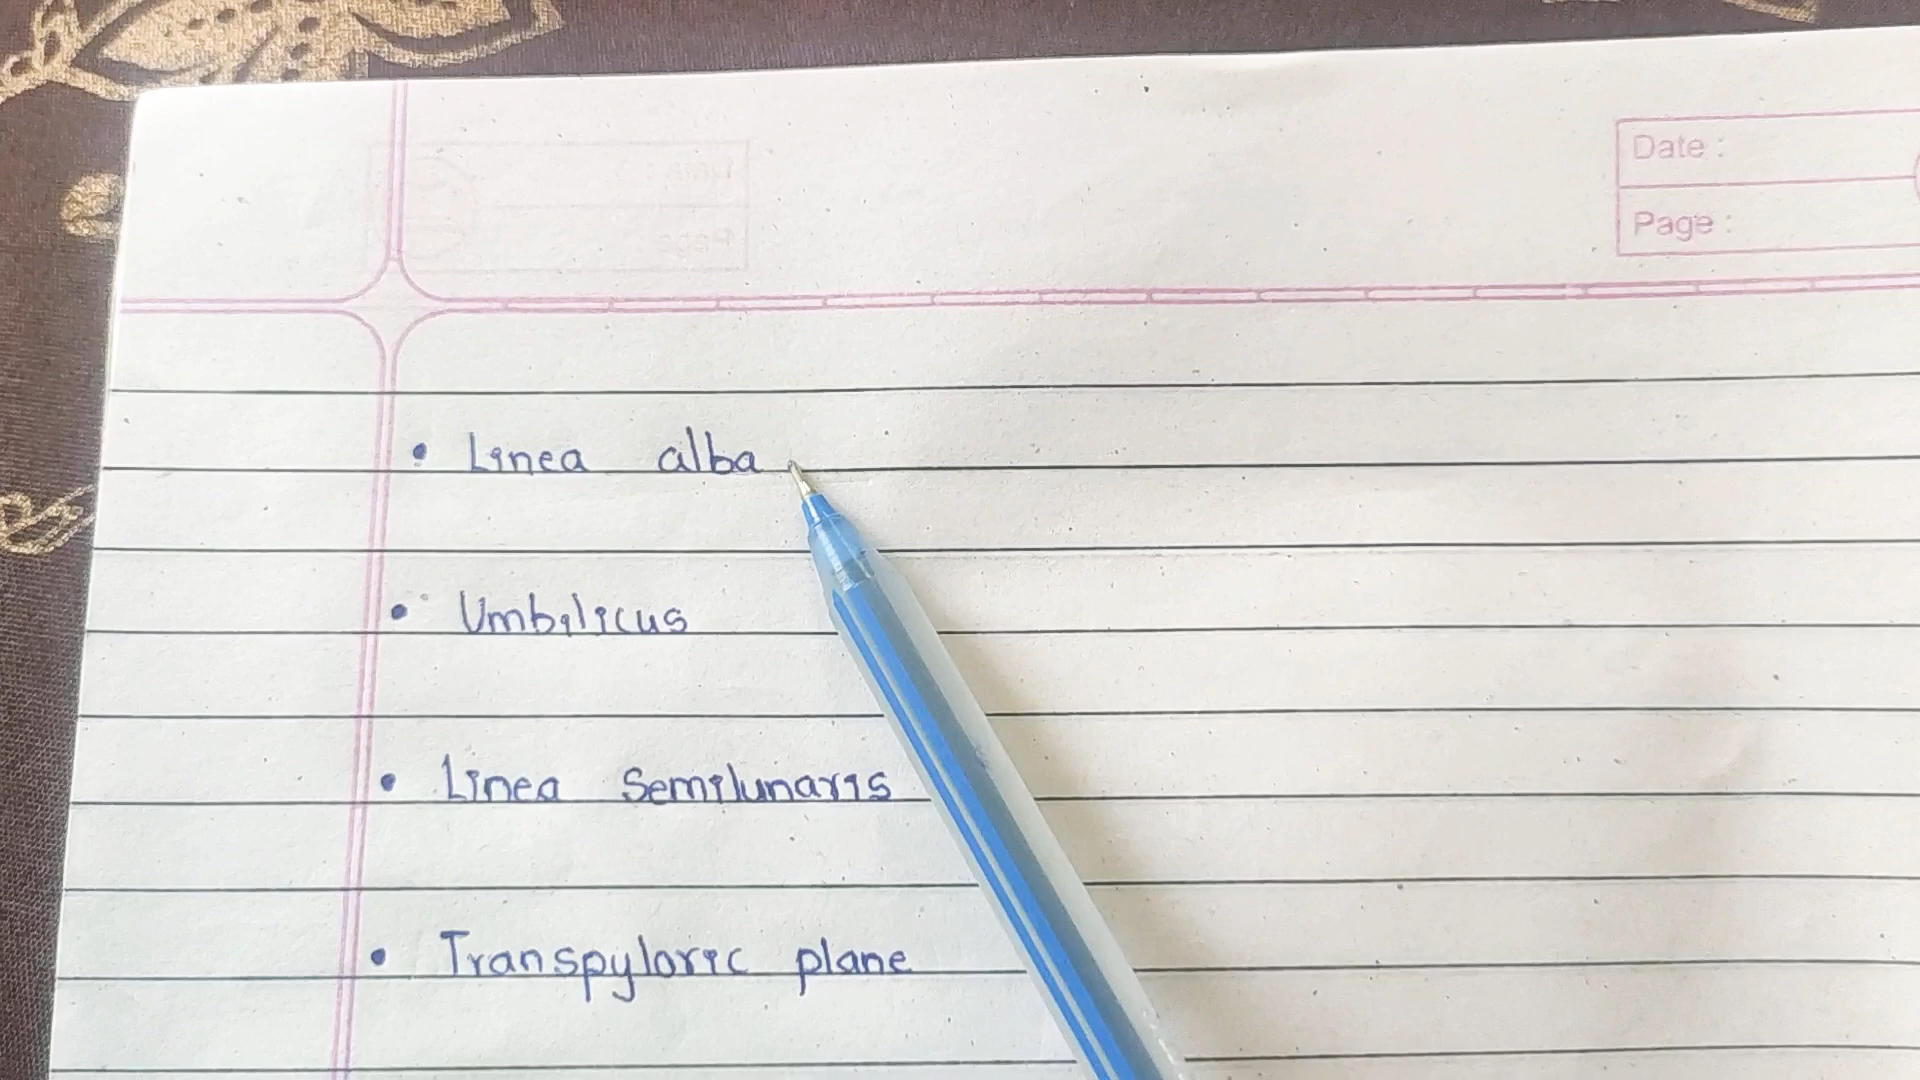 Date :
Page :
• Linea alba
• Umbilicus
• Linea Semilunaris
• Transpyloric plane